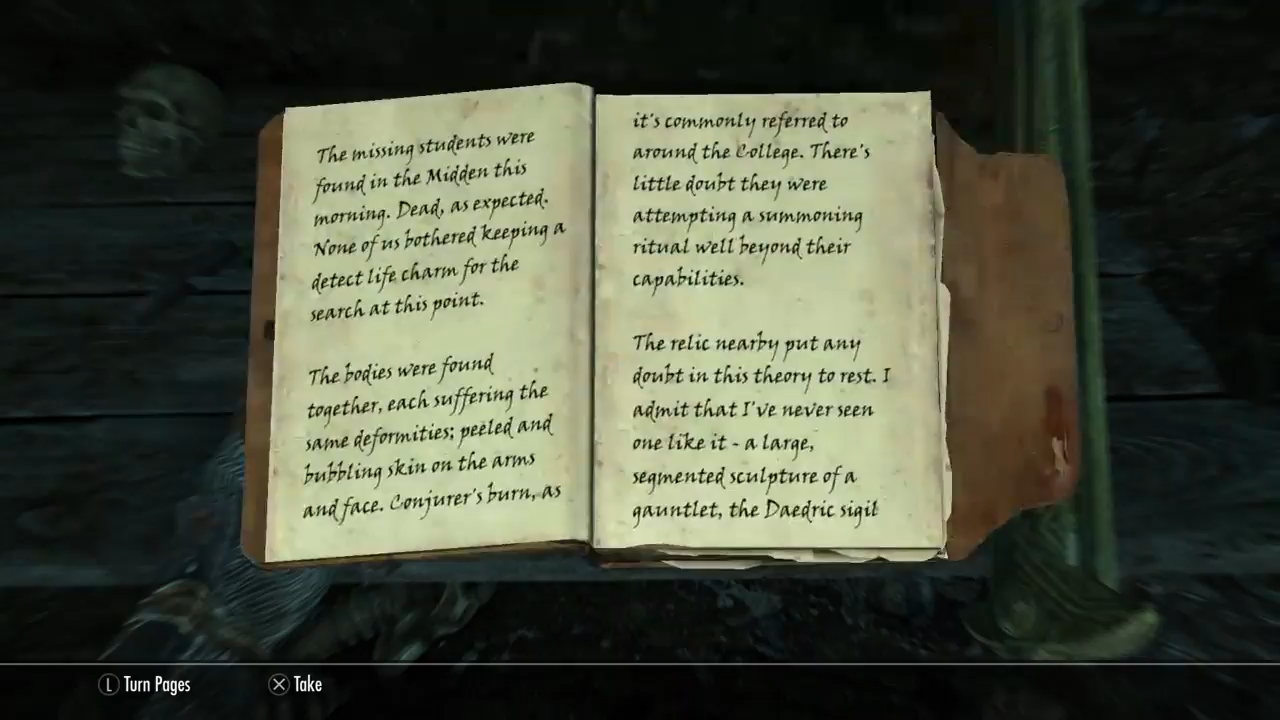 The missing students were
found in the Midden this
morning. Dead, as expected.
None of us bothered keeping a
detect life charm for the
search at this point.
The bodies were found
together, each suffering the
same deformities; peeled and
bubbling skin on the arms
and face. Conjurer's burn, as
it's commonly referred to
around the College. There's
little doubt they were
attempting a summoning
ritual well beyond their
capabilities.
The relic nearby put any
doubt in this theory to rest. I
admit that I've never seen
one like it - a large,
segmented sculpture of a
gauntlet, the Daedric sigil
L Turn Pages
X Take